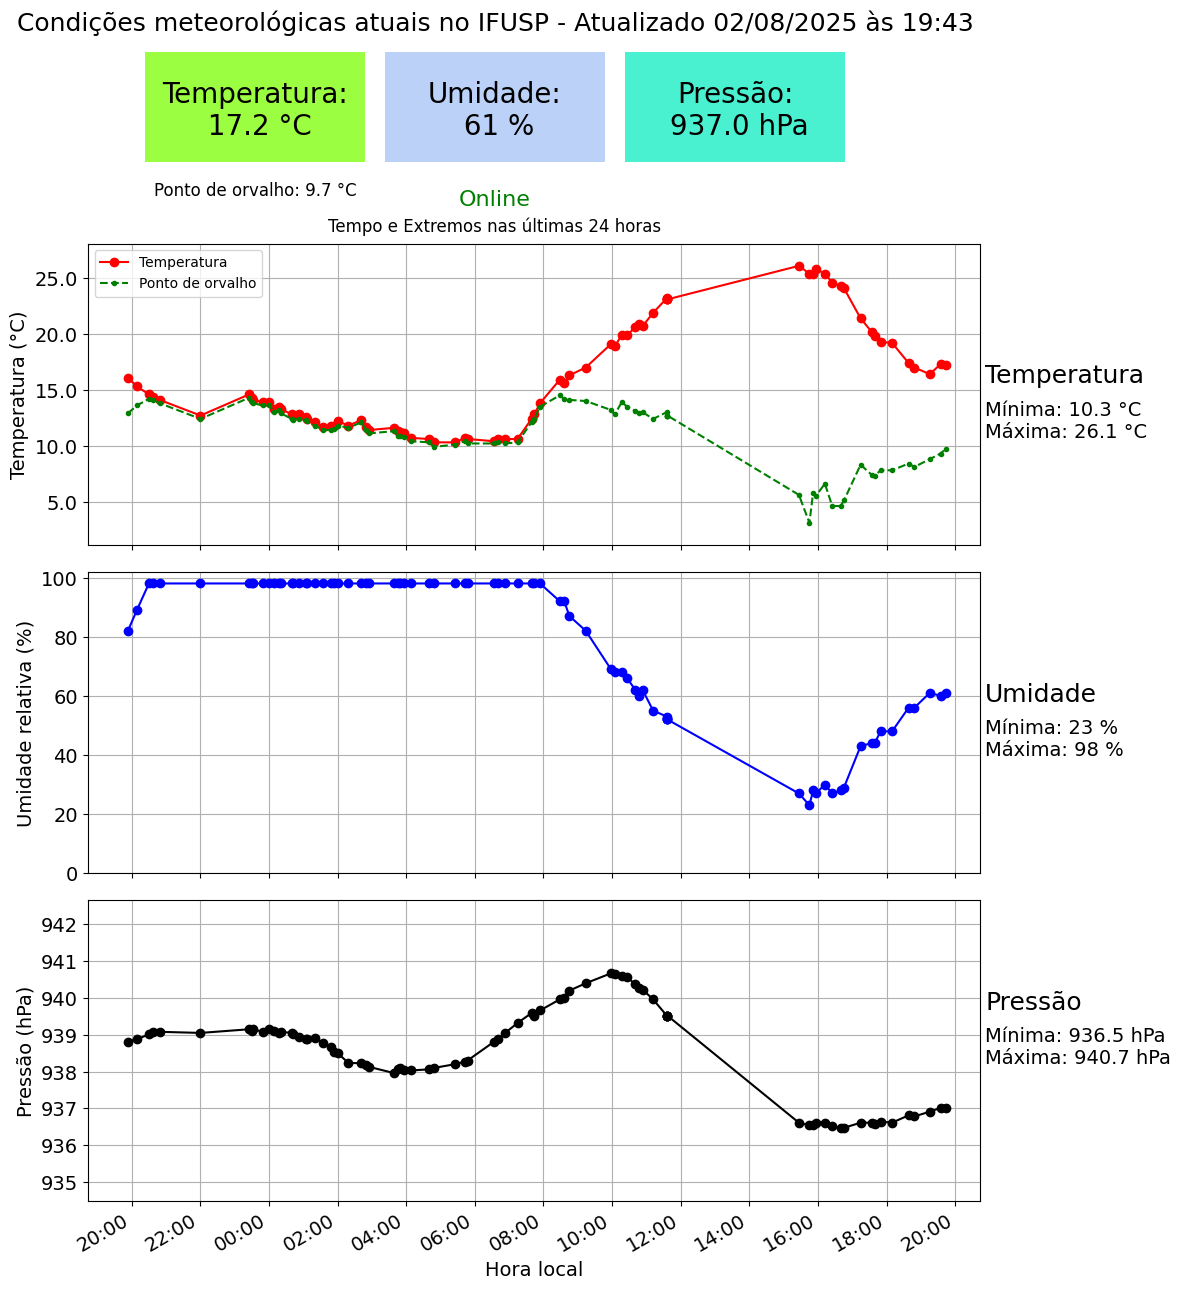 Condições meteorológicas atuais no IFUSP - Atualizado 02/08/2025 às 19:43
Temperatura:
17.2 °C
Umidade:
61 %
Pressão:
937.0 hPa
Ponto de orvalho: 9.7 °C
Online
Tempo e Extremos nas últimas 24 horas
Temperatura
Ponto de orvalho
Temperatura (°C)
25.0
20.0
15.0
10.0
5.0
Temperatura
Mínima: 10.3 °C
Máxima: 26.1 °C
Umidade relativa (%)
100
80
60
40
20
0
Umidade
Mínima: 23 %
Máxima: 98 %
Pressão (hPa)
942
941
940
939
938
937
936
935
Pressão
Mínima: 936.5 hPa
Máxima: 940.7 hPa
20:00 22:00 00:00 02:00 04:00 06:00 08:00 10:00 12:00 14:00 16:00 18:00 20:00
Hora local